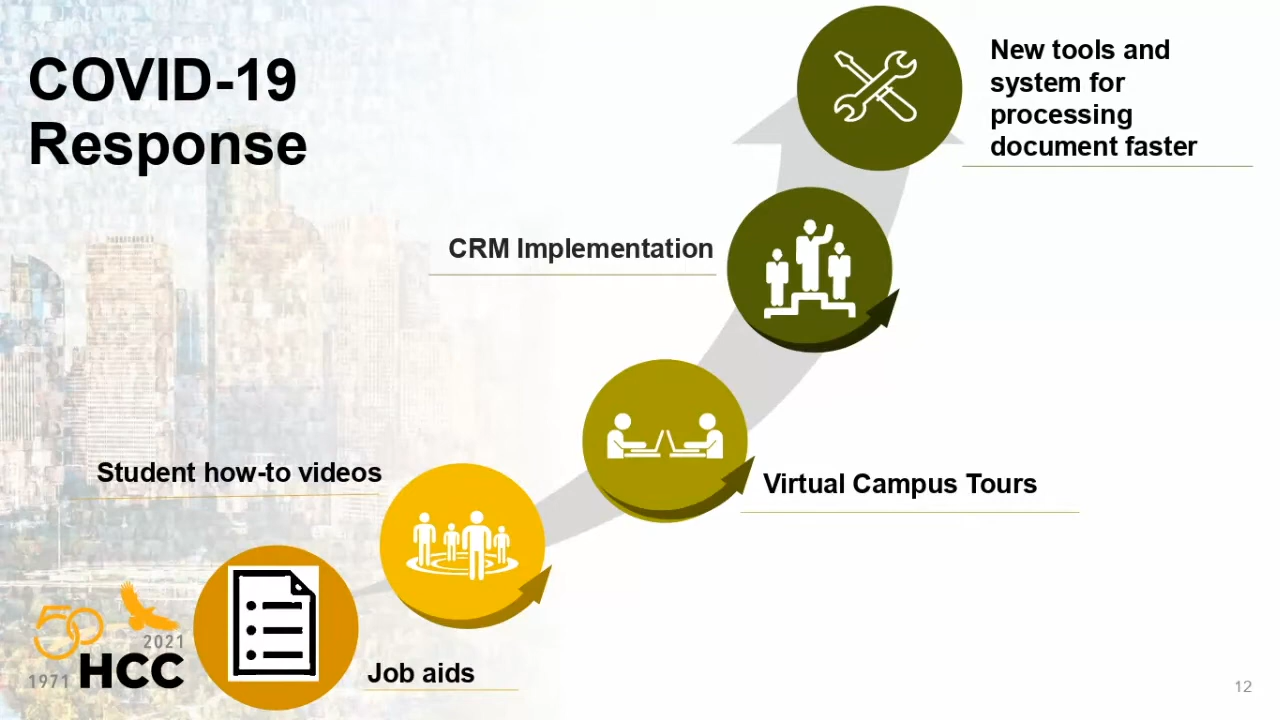 COVID-19
Response
New tools and
system for
processing
document faster
CRM Implementation
Student how-to videos
Virtual Campus Tours
Job aids
50
2021
1971 HCC
12